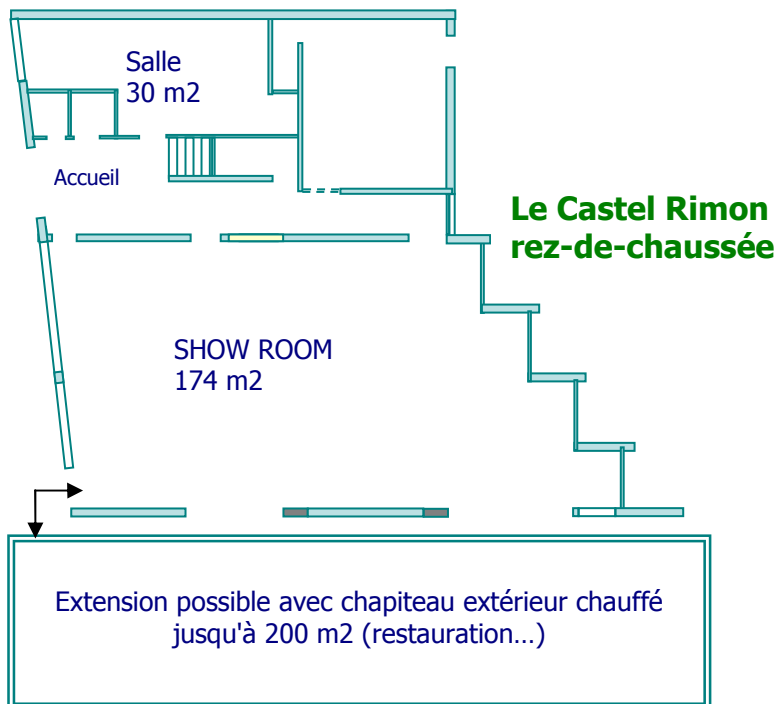 Salle
30 m2
Accueil
Le Castel Rimon
rez-de-chaussée
SHOW ROOM
174 m2
Extension possible avec chapiteau extérieur chauffé
jusqu'à 200 m2 (restauration...)